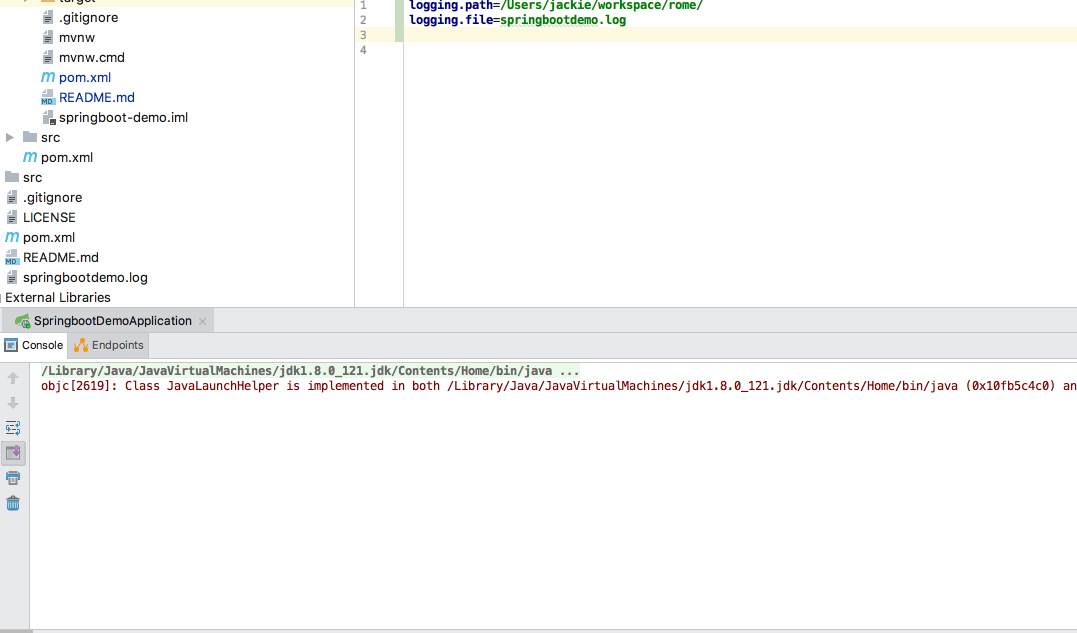 target
.gitignore
mvnw
mvnw.cmd
pom.xml
README.md
springboot-demo.iml
src
pom.xml
src
.gitignore
LICENSE
pom.xml
README.md
springbootdemo.log
External Libraries
1 logging.path=/Users/jackie/workspace/rome/
2 logging.file=springbootdemo.log
3
4
SpringbootDemoApplication
Console Endpoints
/Library/Java/JavaVirtualMachines/jdk1.8.0_121.jdk/Contents/Home/bin/java ...
objc[2619]: Class JavaLaunchHelper is implemented in both /Library/Java/JavaVirtualMachines/jdk1.8.0_121.jdk/Contents/Home/bin/java (0x10fb5c4c0) an